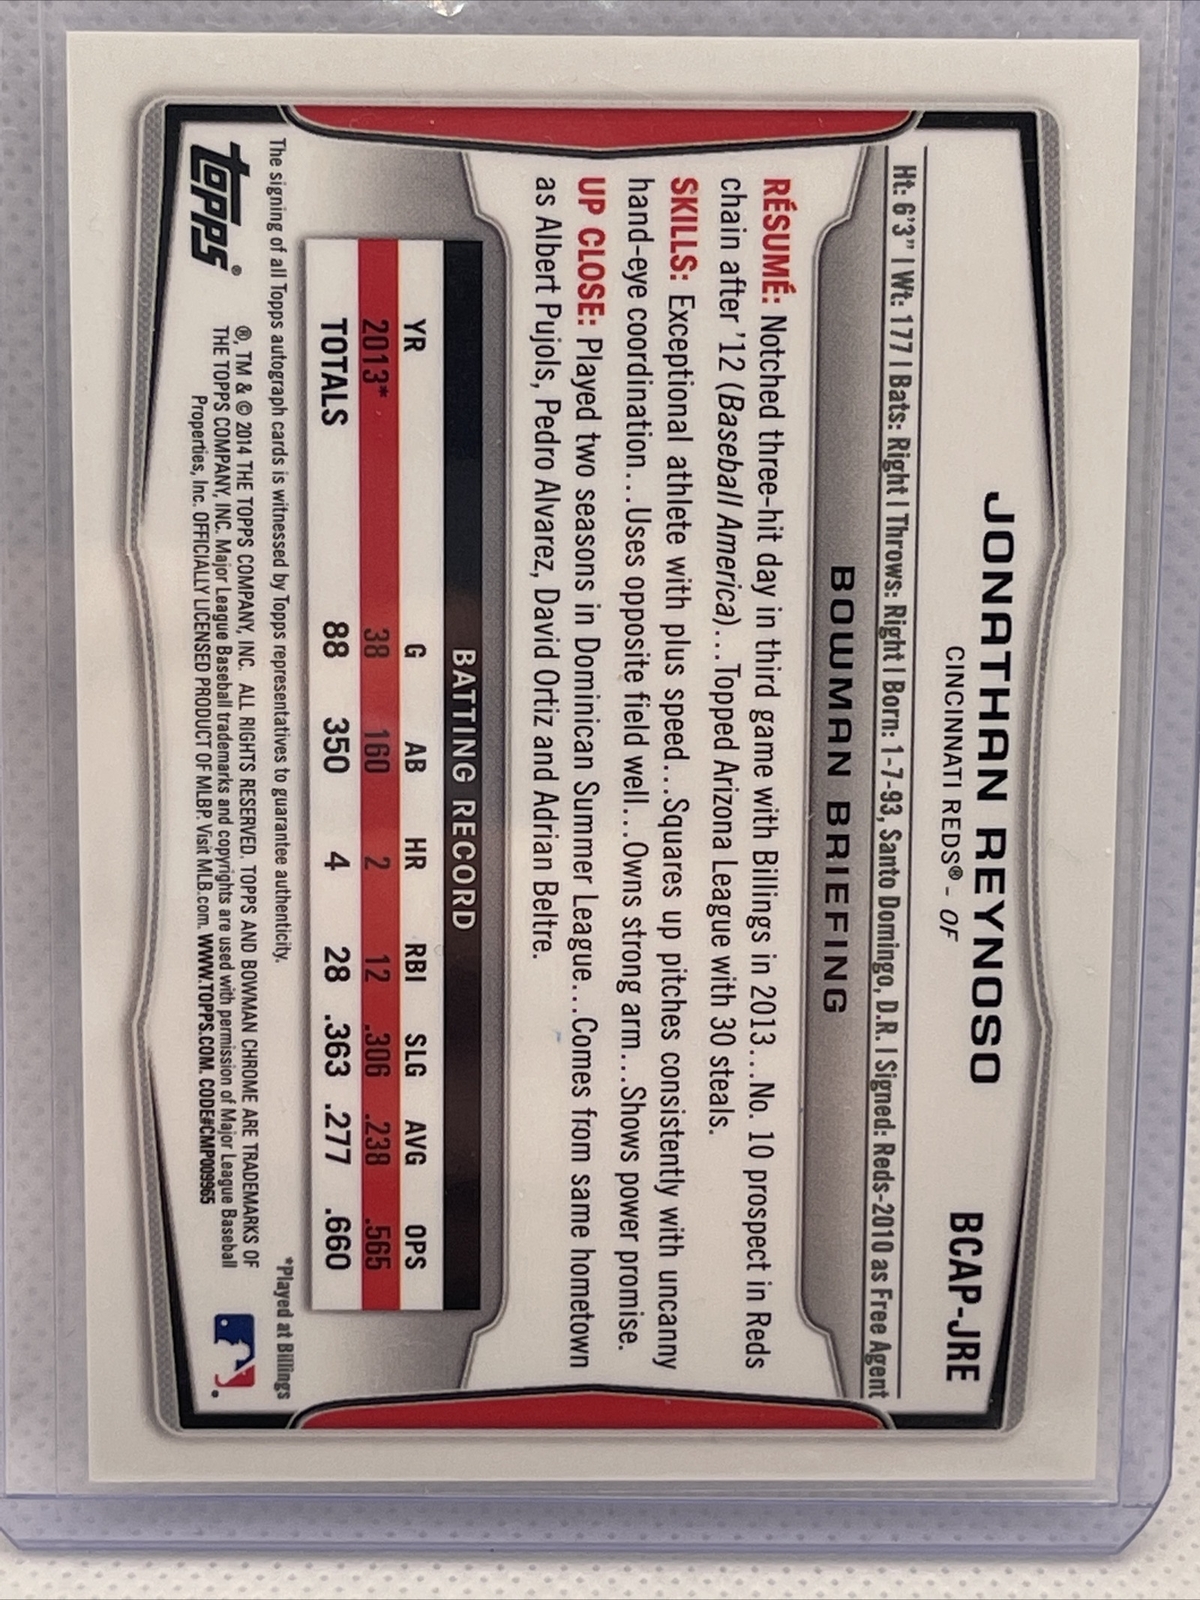 JONATHAN REYNOSO
BCAP-JRE
CINCINNATI REDS® - OF
Ht: 6'3" | Wt: 177 | Bats: Right | Throws: Right | Born: 1-7-93, Santo Domingo, D.R. | Signed: Reds-2010 as Free Agent
BOWMAN BRIEFING
RÉSUMÉ: Notched three-hit day in third game with Billings in 2013...No. 10 prospect in Reds
chain after '12 (Baseball America)...Topped Arizona League with 30 steals.
SKILLS: Exceptional athlete with plus speed...Squares up pitches consistently with uncanny
hand-eye coordination...Uses opposite field well...Owns strong arm...Shows power promise.
UP CLOSE: Played two seasons in Dominican Summer League...Comes from same hometown
as Albert Pujols, Pedro Alvarez, David Ortiz and Adrian Beltre.
BATTING RECORD
YR G AB HR RBI SLG AVG OPS
2013* 38 160 2 12 .306 .238 .565
TOTALS 88 350 4 28 .363 .277 .660
*Played at Billings
The signing of all Topps autograph cards is witnessed by Topps representatives to guarantee authenticity.
topps®
®, TM & © 2014 THE TOPPS COMPANY, INC. ALL RIGHTS RESERVED. TOPPS AND BOWMAN CHROME ARE TRADEMARKS OF
THE TOPPS COMPANY, INC. Major League Baseball trademarks and copyrights are used with permission of Major League Baseball
Properties, Inc. OFFICIALLY LICENSED PRODUCT OF MLBP. Visit MLB.com. WWW.TOPPS.COM. CODE#CMP009965